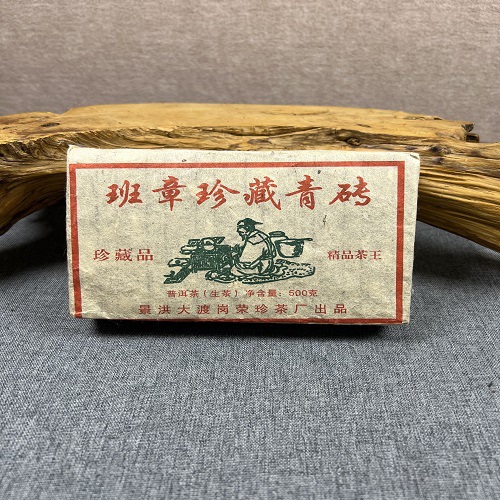 班章珍藏青砖
珍藏品
精品茶王
普洱茶(生茶)净含量:500克
景洪大渡岗荣珍茶厂出品